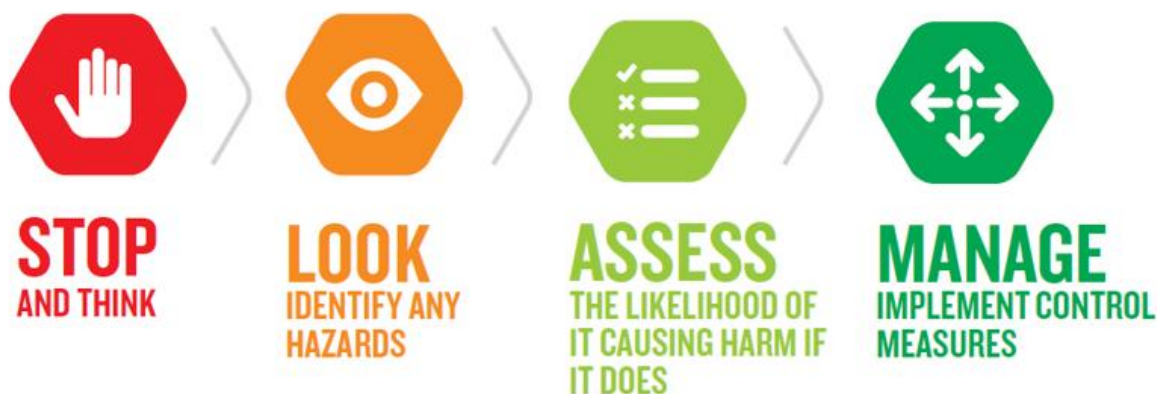 STOP
AND THINK
LOOK
IDENTIFY ANY
HAZARDS
ASSESS
THE LIKELIHOOD OF
IT CAUSING HARM IF
IT DOES
MANAGE
IMPLEMENT CONTROL
MEASURES